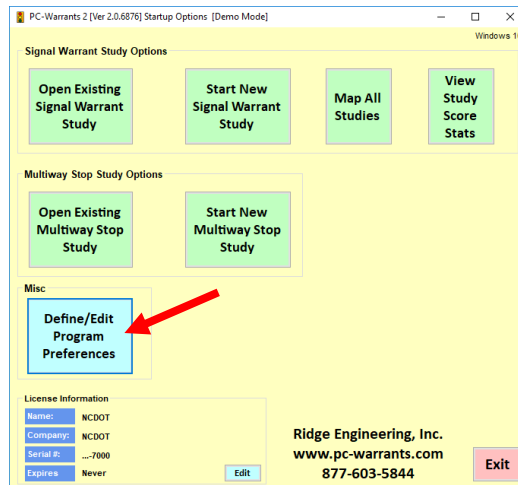 PC-Warrants 2 [Ver 2.0.6876] Startup Options [Demo Mode]
Windows 10
Signal Warrant Study Options
Open Existing
Signal Warrant
Study
Start New
Signal Warrant
Study
Map All
Studies
View
Study
Score
Stats
Multiway Stop Study Options
Open Existing
Multiway Stop
Study
Start New
Multiway Stop
Study
Misc
Define/Edit
Program
Preferences
License Information
Name: NCDOT
Company: NCDOT
Serial #: ...-7000
Expires Never
Edit
Ridge Engineering, Inc.
www.pc-warrants.com
877-603-5844
Exit